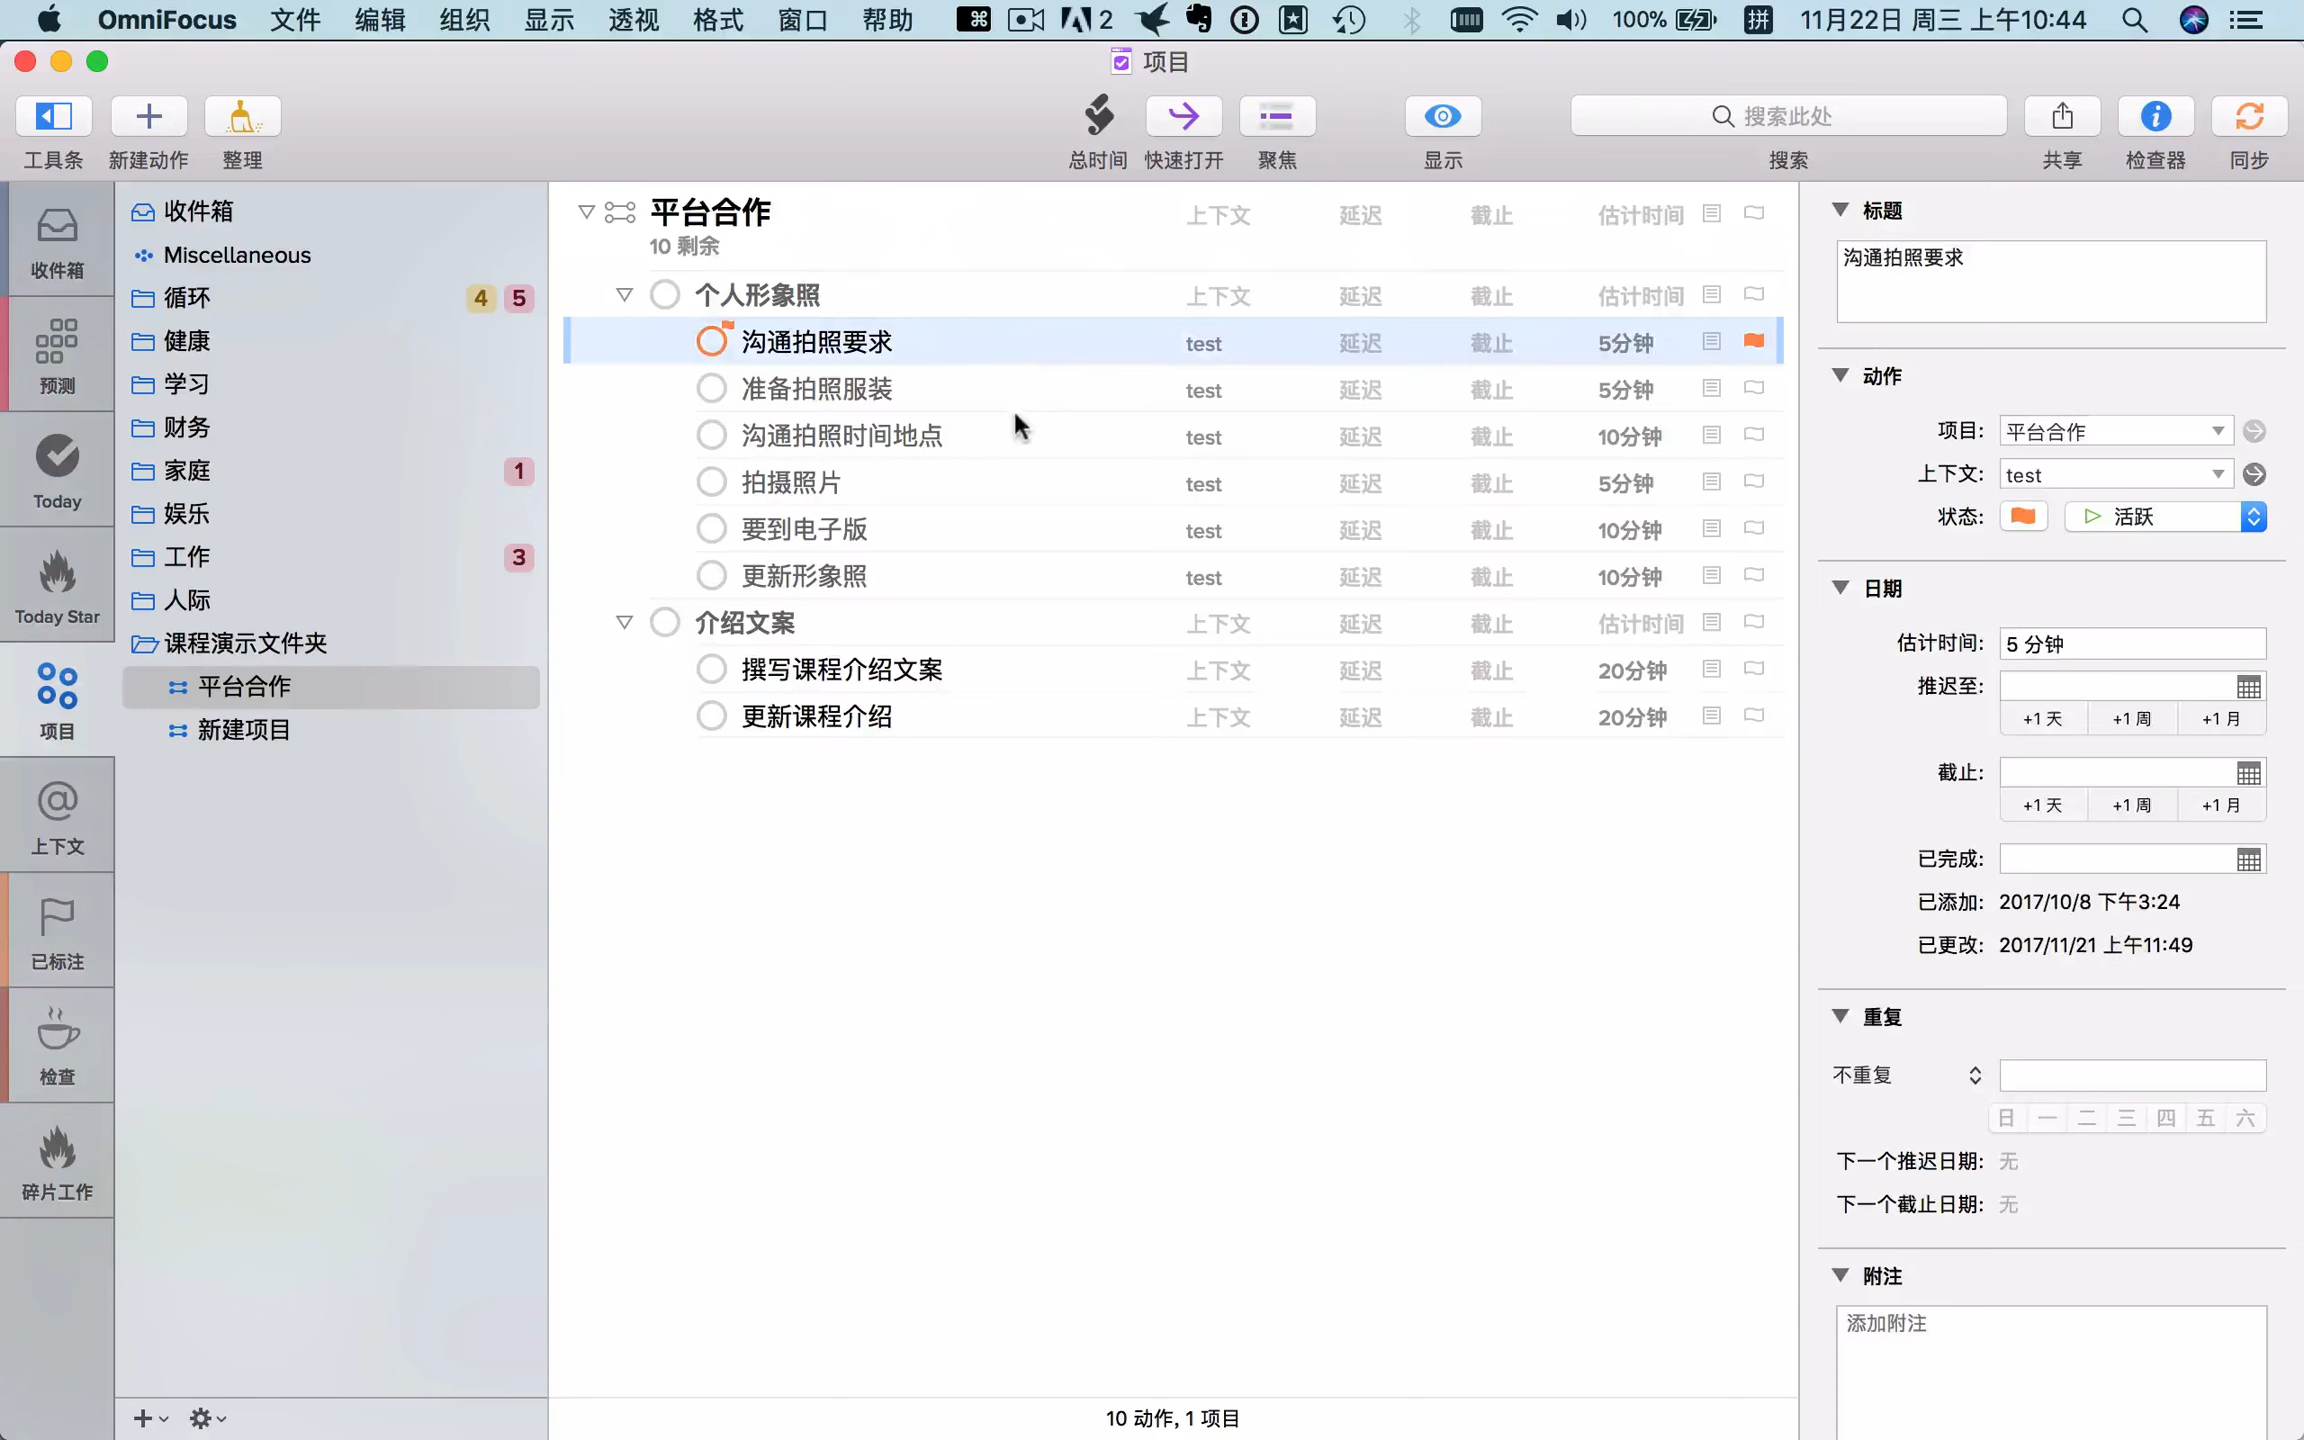 OmniFocus 文件 编辑 组织 显示 透视 格式 窗口 帮助 2 100% 拼 11月22日 周三 上午10:44
项目
搜索此处
工具条 新建动作 整理 总时间 快速打开 聚焦 显示 搜索 共享 检查器 同步
收件箱
预测
Today
Today Star
项目
上下文
已标注
检查
碎片工作
收件箱
Miscellaneous
循环 4 5
健康
学习
财务
家庭 1
娱乐
工作 3
人际
课程演示文件夹
平台合作
新建项目
平台合作 上下文 延迟 截止 估计时间
10 剩余
个人形象照 上下文 延迟 截止 估计时间
沟通拍照要求 test 延迟 截止 5分钟
准备拍照服装 test 延迟 截止 5分钟
沟通拍照时间地点 test 延迟 截止 10分钟
拍摄照片 test 延迟 截止 5分钟
要到电子版 test 延迟 截止 10分钟
更新形象照 test 延迟 截止 10分钟
介绍文案 上下文 延迟 截止 估计时间
撰写课程介绍文案 上下文 延迟 截止 20分钟
更新课程介绍 上下文 延迟 截止 20分钟
10 动作, 1 项目
标题
沟通拍照要求
动作
项目: 平台合作
上下文: test
状态: 活跃
日期
估计时间: 5 分钟
推迟至:
+1 天 +1 周 +1 月
截止:
+1 天 +1 周 +1 月
已完成:
已添加: 2017/10/8 下午3:24
已更改: 2017/11/21 上午11:49
重复
不重复
日 一 二 三 四 五 六
下一个推迟日期: 无
下一个截止日期: 无
附注
添加附注